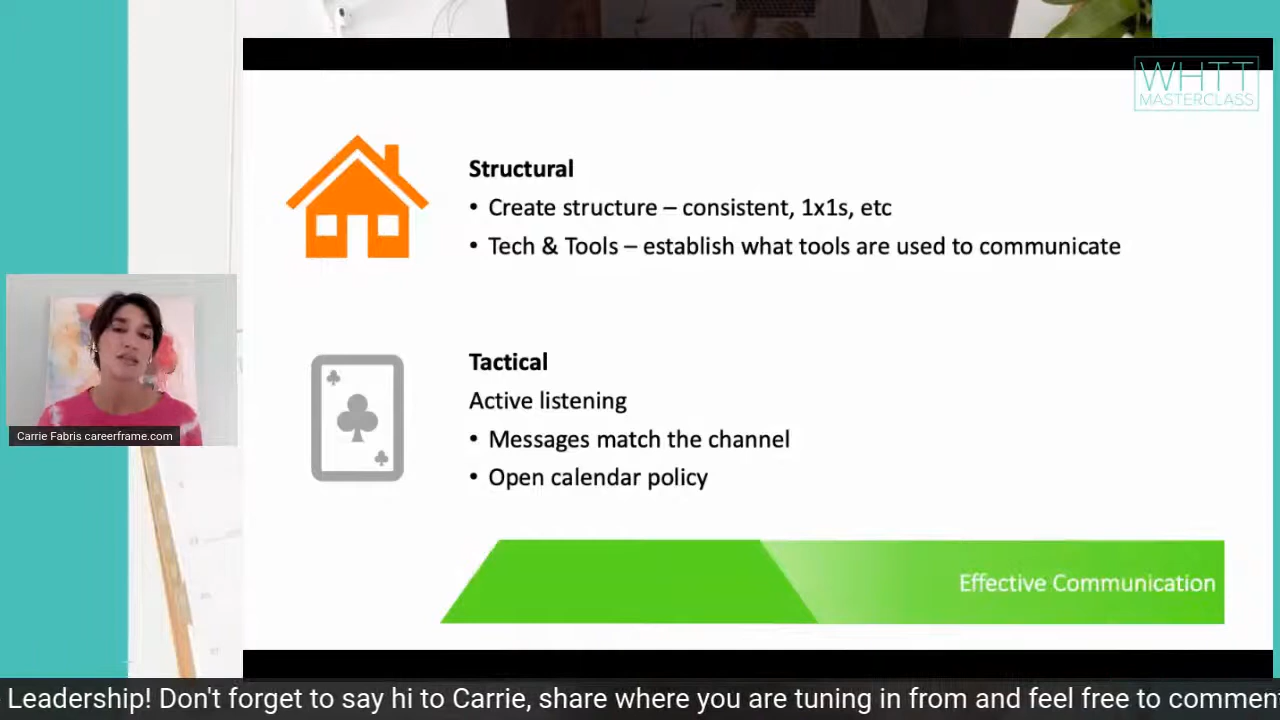 WHTT
MASTERCLASS
Structural
• Create structure – consistent, 1x1s, etc
• Tech & Tools – establish what tools are used to communicate
Tactical
Active listening
• Messages match the channel
• Open calendar policy
Effective Communication
Carrie Fabris careerframe.com
Leadership! Don't forget to say hi to Carrie, share where you are tuning in from and feel free to comment